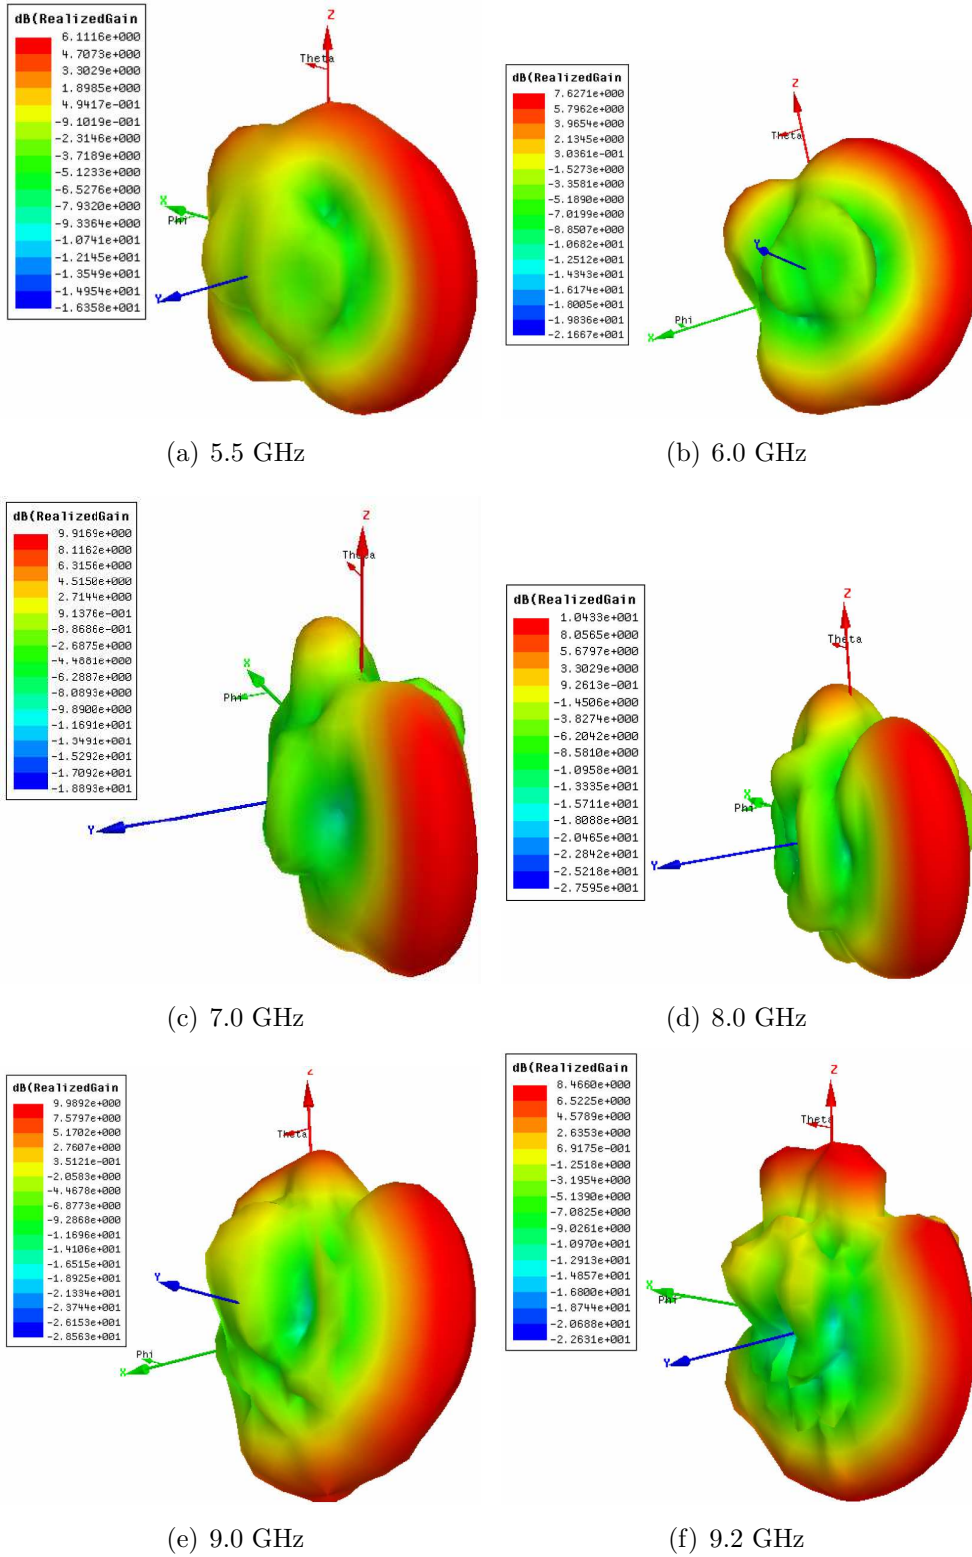 dB(RealizedGain
6.1116e+000
4.7073e+000
3.3029e+000
1.8985e+000
4.9417e-001
-9.1019e-001
-2.3146e+000
-3.7189e+000
-5.1233e+000
-6.5276e+000
-7.9320e+000
-9.3364e+000
-1.0741e+001
-1.2145e+001
-1.3549e+001
-1.4954e+001
-1.6358e+001
Z
Theta
X
Phi
Y
(a) 5.5 GHz
dB(RealizedGain
7.6271e+000
5.7962e+000
3.9654e+000
2.1345e+000
3.0361e-001
-1.5273e+000
-3.3581e+000
-5.1890e+000
-7.0199e+000
-8.8507e+000
-1.0682e+001
-1.2512e+001
-1.4343e+001
-1.6174e+001
-1.8005e+001
-1.9836e+001
-2.1667e+001
Z
Theta
Y
Phi
X
(b) 6.0 GHz
dB(RealizedGain
9.9169e+000
8.1162e+000
6.3156e+000
4.5150e+000
2.7144e+000
9.1376e-001
-8.8686e-001
-2.6875e+000
-4.4881e+000
-6.2887e+000
-8.0893e+000
-9.8900e+000
-1.1691e+001
-1.3491e+001
-1.5292e+001
-1.7092e+001
-1.8893e+001
Z
Theta
X
Phi
Y
(c) 7.0 GHz
dB(RealizedGain
1.0433e+001
8.0565e+000
5.6797e+000
3.3029e+000
9.2613e-001
-1.4506e+000
-3.8274e+000
-6.2042e+000
-8.5810e+000
-1.0958e+001
-1.3335e+001
-1.5711e+001
-1.8088e+001
-2.0465e+001
-2.2842e+001
-2.5218e+001
-2.7595e+001
Z
Theta
X
Phi
Y
(d) 8.0 GHz
dB(RealizedGain
9.9892e+000
7.5797e+000
5.1702e+000
2.7607e+000
3.5121e-001
-2.0583e+000
-4.4678e+000
-6.8773e+000
-9.2868e+000
-1.1696e+001
-1.4106e+001
-1.6515e+001
-1.8925e+001
-2.1334e+001
-2.3744e+001
-2.6153e+001
-2.8563e+001
Z
Theta
Y
Phi
X
(e) 9.0 GHz
dB(RealizedGain
8.4660e+000
6.5225e+000
4.5789e+000
2.6353e+000
6.9175e-001
-1.2518e+000
-3.1954e+000
-5.1390e+000
-7.0825e+000
-9.0261e+000
-1.0970e+001
-1.2913e+001
-1.4857e+001
-1.6800e+001
-1.8744e+001
-2.0688e+001
-2.2631e+001
Z
Theta
X
Phi
Y
(f) 9.2 GHz